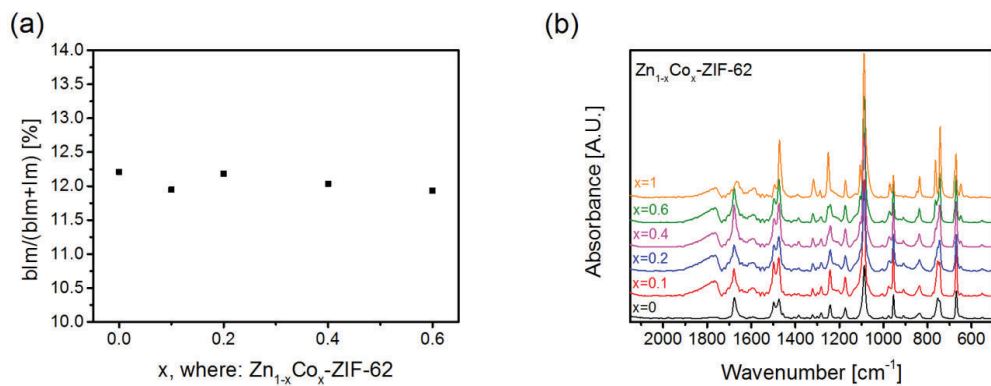 (a)
14.0
13.5
13.0
12.5
12.0
11.5
11.0
10.5
10.0
bIm/(bIm+Im) [%]
0.0 0.2 0.4 0.6
x, where: Zn1-xCox-ZIF-62
(b)
Zn1-xCox-ZIF-62
Absorbance [A.U.]
x=1
x=0.6
x=0.4
x=0.2
x=0.1
x=0
2000 1800 1600 1400 1200 1000 800 600
Wavenumber [cm-1]